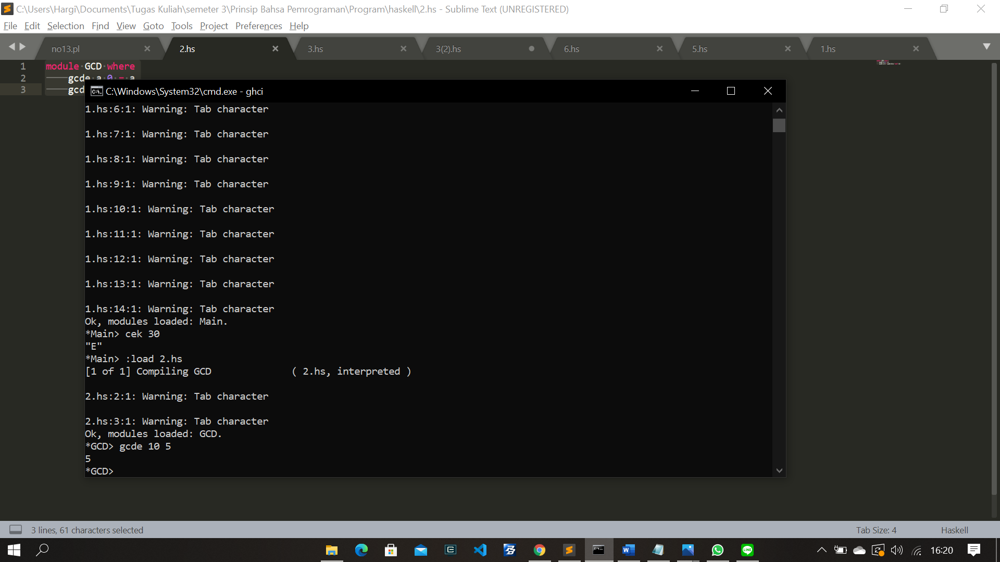 C:\Users\Hargi\Documents\Tugas Kuliah\semeter 3\Prinsip Bahsa Pemrograman\Program\haskell\2.hs - Sublime Text (UNREGISTERED)
File Edit Selection Find View Goto Tools Project Preferences Help
no13.pl 2.hs 3.hs 3(2).hs 6.hs 5.hs 1.hs
1 module GCD where
2 gcde a 0 = a
3 gcd
C:\Windows\System32\cmd.exe - ghci
1.hs:6:1: Warning: Tab character
1.hs:7:1: Warning: Tab character
1.hs:8:1: Warning: Tab character
1.hs:9:1: Warning: Tab character
1.hs:10:1: Warning: Tab character
1.hs:11:1: Warning: Tab character
1.hs:12:1: Warning: Tab character
1.hs:13:1: Warning: Tab character
1.hs:14:1: Warning: Tab character
Ok, modules loaded: Main.
*Main> cek 30
"E"
*Main> :load 2.hs
[1 of 1] Compiling GCD ( 2.hs, interpreted )
2.hs:2:1: Warning: Tab character
2.hs:3:1: Warning: Tab character
Ok, modules loaded: GCD.
*GCD> gcde 10 5
5
*GCD>
3 lines, 61 characters selected
Tab Size: 4
Haskell
16:20